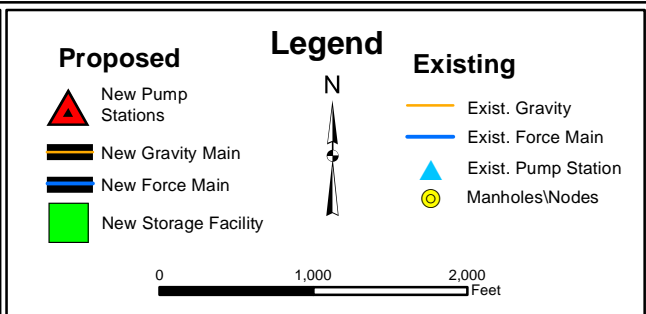 Legend
Proposed
New Pump
Stations
New Gravity Main
New Force Main
New Storage Facility
N
Existing
Exist. Gravity
Exist. Force Main
Exist. Pump Station
Manholes\Nodes
0 1,000 2,000
Feet